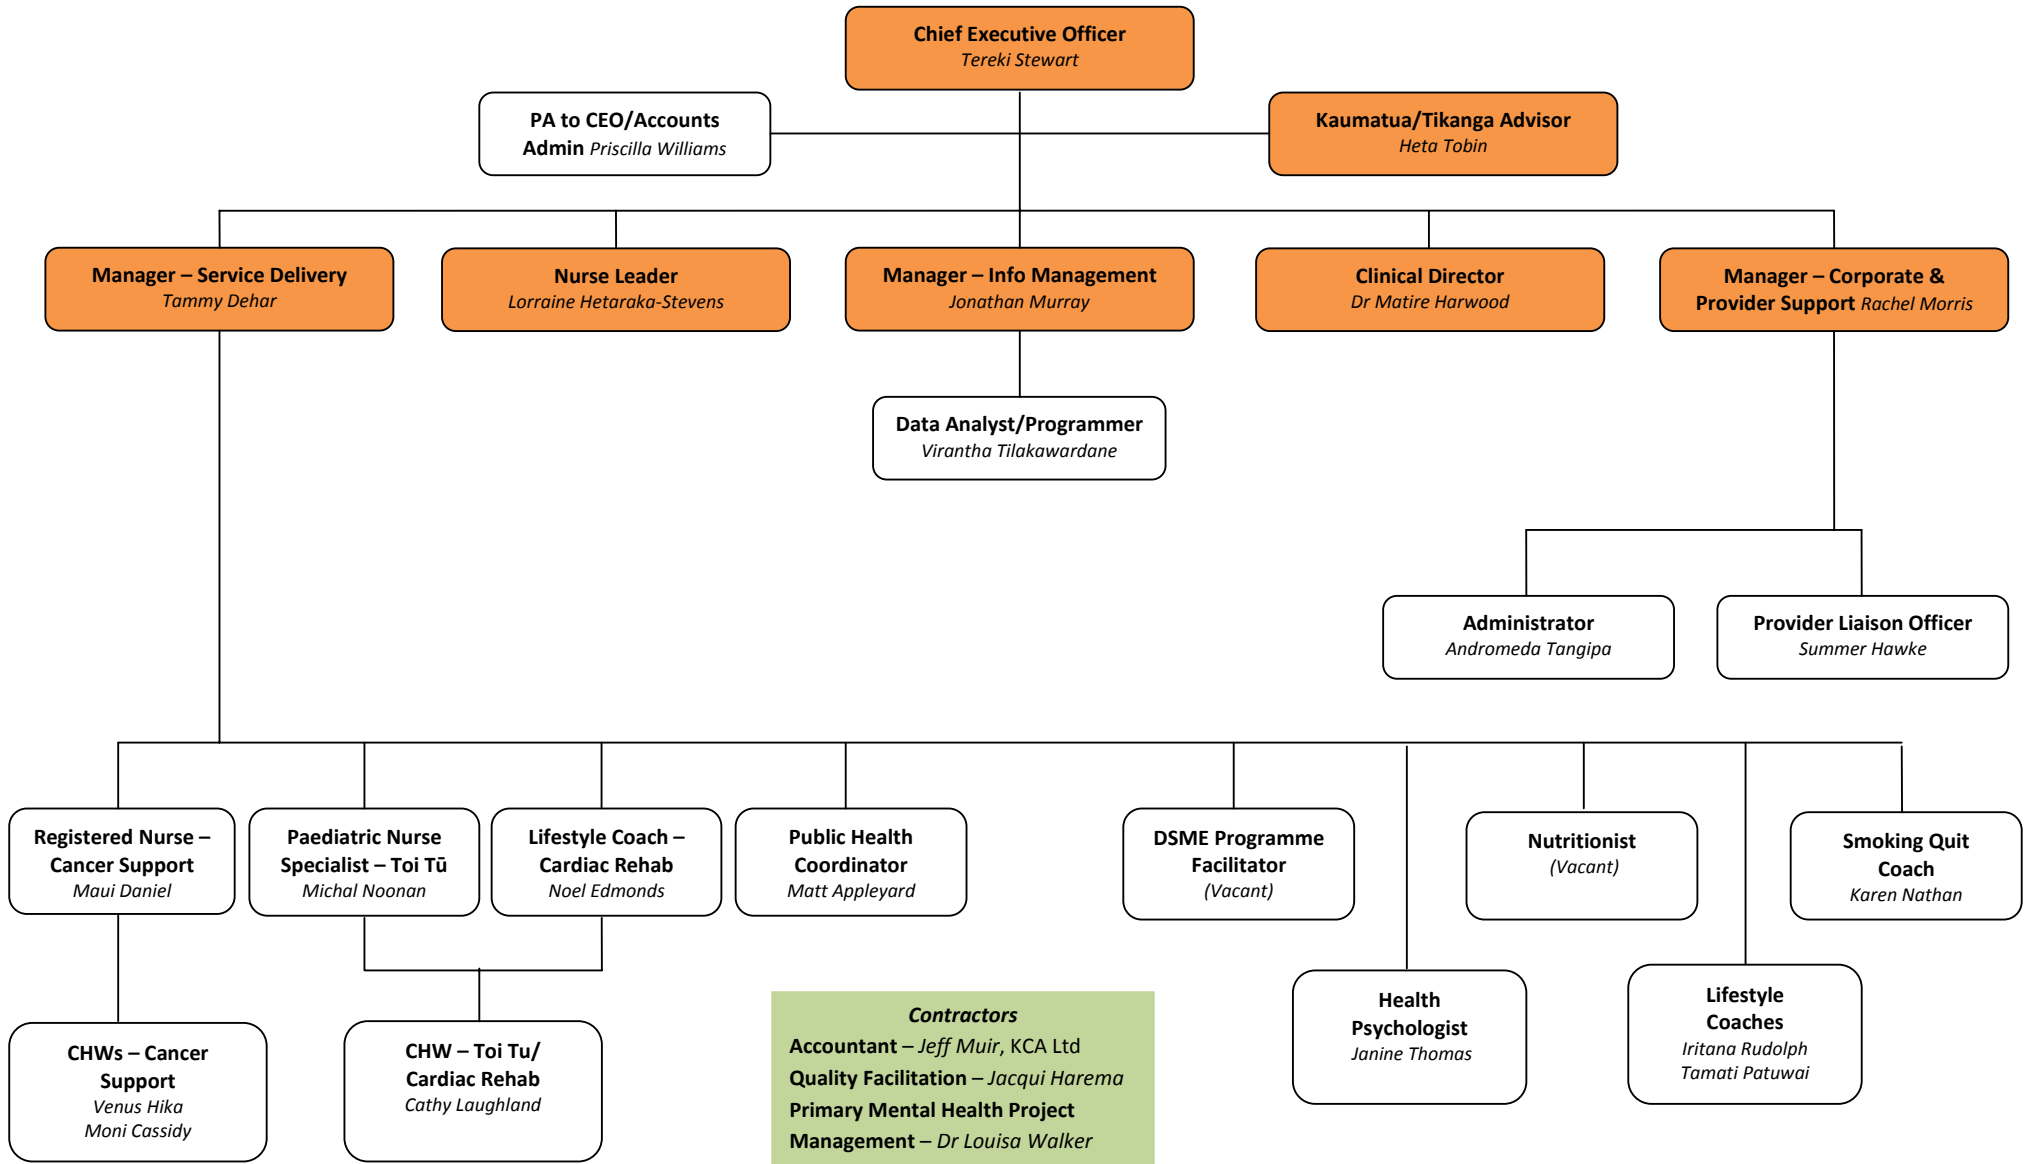 Chief Executive Officer
Tereki Stewart
PA to CEO/Accounts
Admin Priscilla Williams
Kaumatua/Tikanga Advisor
Heta Tobin
Manager – Service Delivery
Tammy Dehar
Nurse Leader
Lorraine Hetaraka-Stevens
Manager – Info Management
Jonathan Murray
Clinical Director
Dr Matire Harwood
Manager – Corporate &
Provider Support Rachel Morris
Data Analyst/Programmer
Virantha Tilakawardane
Administrator
Andromeda Tangipa
Provider Liaison Officer
Summer Hawke
Registered Nurse –
Cancer Support
Maui Daniel
Paediatric Nurse
Specialist – Toi Tū
Michal Noonan
Lifestyle Coach –
Cardiac Rehab
Noel Edmonds
Public Health
Coordinator
Matt Appleyard
DSME Programme
Facilitator
(Vacant)
Nutritionist
(Vacant)
Smoking Quit
Coach
Karen Nathan
Health
Psychologist
Janine Thomas
Lifestyle
Coaches
Iritana Rudolph
Tamati Patuwai
CHWs – Cancer
Support
Venus Hika
Moni Cassidy
CHW – Toi Tu/
Cardiac Rehab
Cathy Laughland
Contractors
Accountant – Jeff Muir, KCA Ltd
Quality Facilitation – Jacqui Harema
Primary Mental Health Project
Management – Dr Louisa Walker